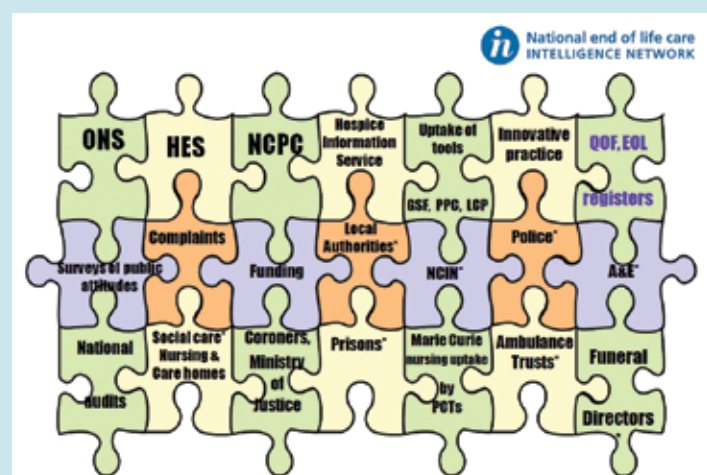 National end of life care
INTELLIGENCE NETWORK
ONS
HES
NCPC
Hospice
Information
Service
Uptake of
tools
GSF, PPC, LCP
Innovative
practice
QOF, EOL
registers
Surveys of public
attitudes
Complaints
Funding
Local
Authorities*
NCIN*
Police*
A&E*
National
audits
Social care*
Nursing &
Care homes
Coroners,
Ministry
of
Justice
Prisons*
Marie Curie
nursing uptake
by
PCTs
Ambulance
Trusts*
Funeral
Directors
*